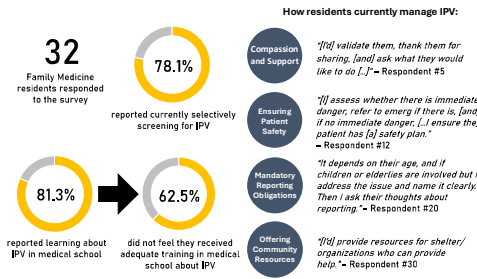 How residents currently manage IPV:
32
Family Medicine
residents responded
to the survey
78.1%
reported currently selectively
screening for IPV
81.3%
reported learning about
IPV in medical school
62.5%
did not feel they received
adequate training in medical
school about IPV
Compassion
and Support
"[I'd] validate them, thank them for
sharing, [and] ask what they would
like to do [...]" – Respondent #5
Ensuring
Patient
Safety
"[I] assess whether there is immediate
danger, refer to emerg if there is, [and]
if no immediate danger, [...] ensure the
patient has [a] safety plan."
– Respondent #12
Mandatory
Reporting
Obligations
"It depends on their age, and if
children or elderlies are involved but I
address the issue and name it clearly.
Then I ask their thoughts about
reporting." – Respondent #20
Offering
Community
Resources
"[I'd] provide resources for shelter/
organizations who can provide
help." – Respondent #30